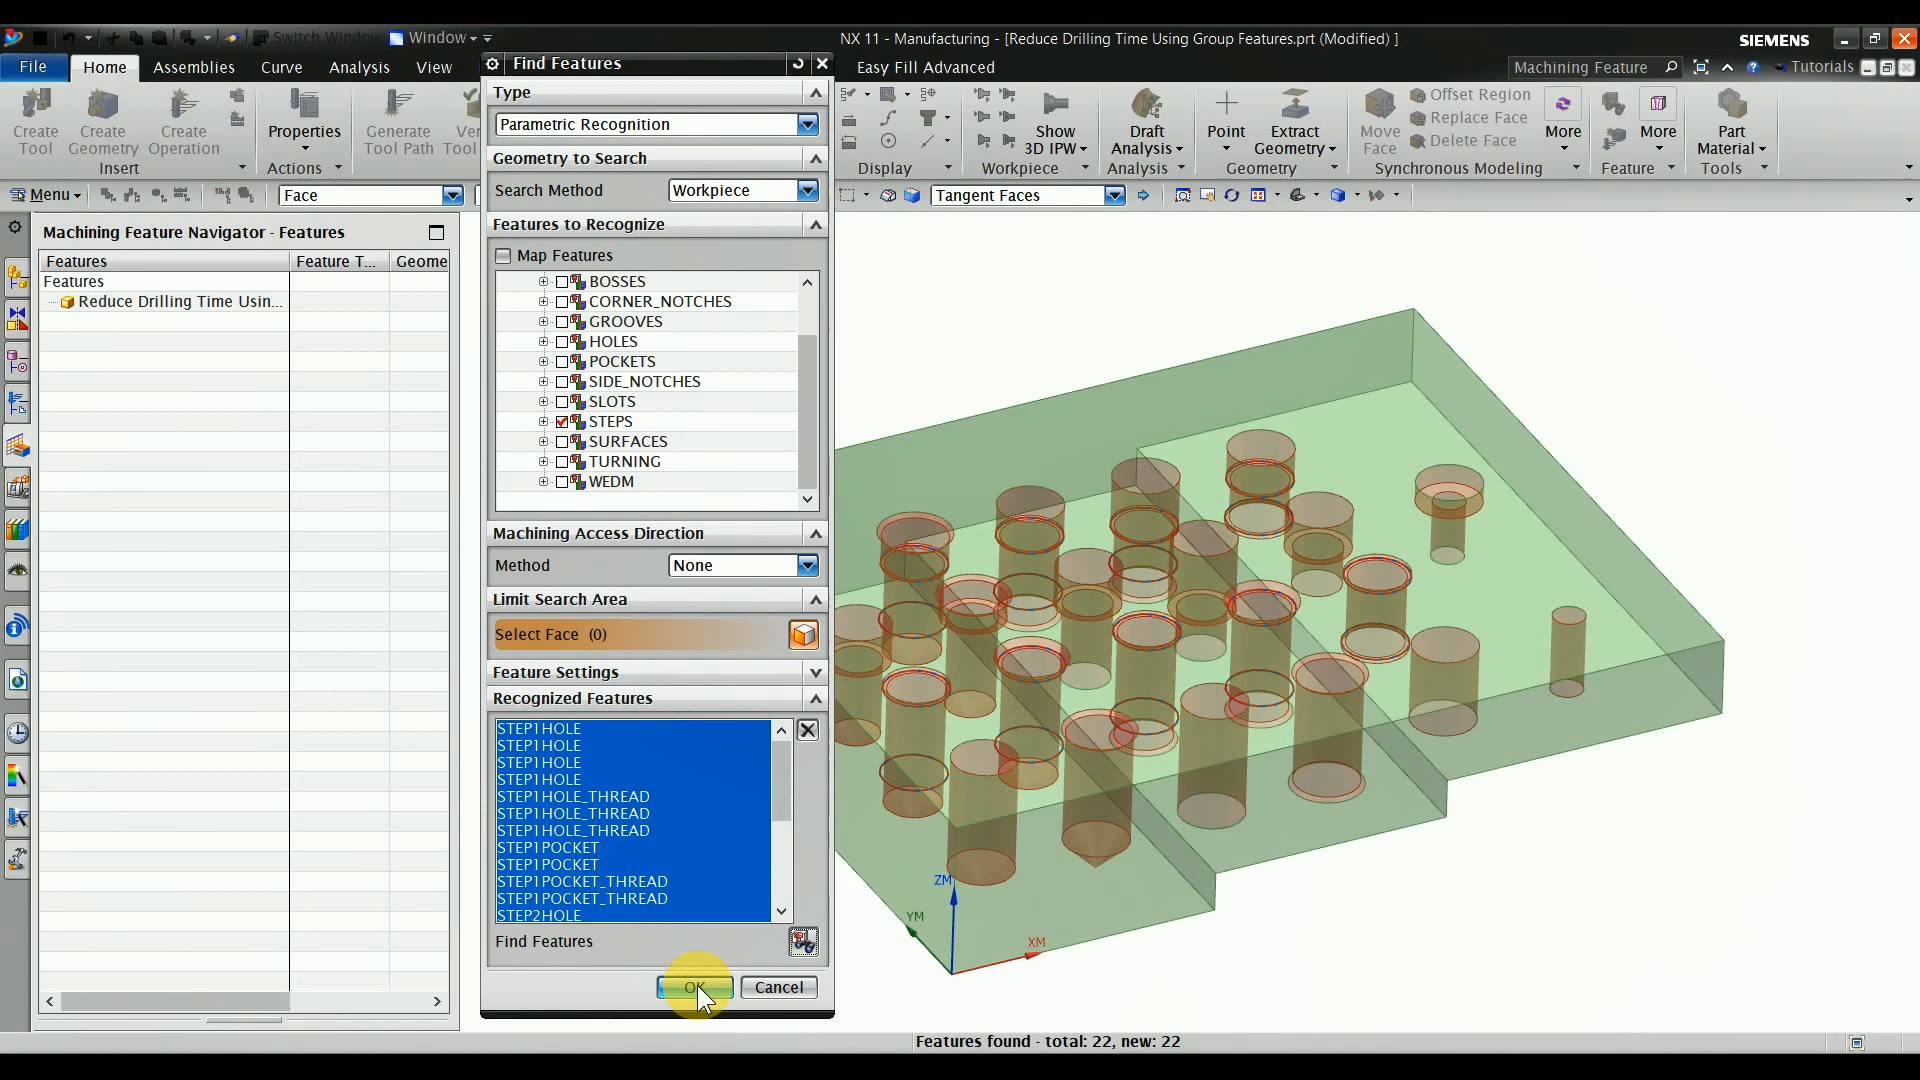 Switch Window
Window
NX 11 - Manufacturing - [Reduce Drilling Time Using Group Features.prt (Modified) ]
SIEMENS
File
Home
Assemblies
Curve
Analysis
View
Find Features
Easy Fill Advanced
Machining Feature
Tutorials
Create Tool
Create Geometry
Create Operation
Insert
Properties
Actions
Generate Tool Path
Display
Show 3D IPW
Workpiece
Draft Analysis
Analysis
Point
Extract Geometry
Geometry
Move Face
Offset Region
Replace Face
Delete Face
More
Synchronous Modeling
More
Feature
Part Material
Tools
Menu
Face
Tangent Faces
Machining Feature Navigator - Features
Features
Feature T...
Geome
Features
Reduce Drilling Time Usin...
Type
Parametric Recognition
Geometry to Search
Search Method
Workpiece
Features to Recognize
Map Features
BOSSES
CORNER_NOTCHES
GROOVES
HOLES
POCKETS
SIDE_NOTCHES
SLOTS
STEPS
SURFACES
TURNING
WEDM
Machining Access Direction
Method
None
Limit Search Area
Select Face (0)
Feature Settings
Recognized Features
STEP1HOLE
STEP1HOLE
STEP1HOLE
STEP1HOLE
STEP1HOLE_THREAD
STEP1HOLE_THREAD
STEP1HOLE_THREAD
STEP1POCKET
STEP1POCKET
STEP1POCKET_THREAD
STEP1POCKET_THREAD
STEP2HOLE
Find Features
OK
Cancel
ZM
YM
XM
Features found - total: 22, new: 22